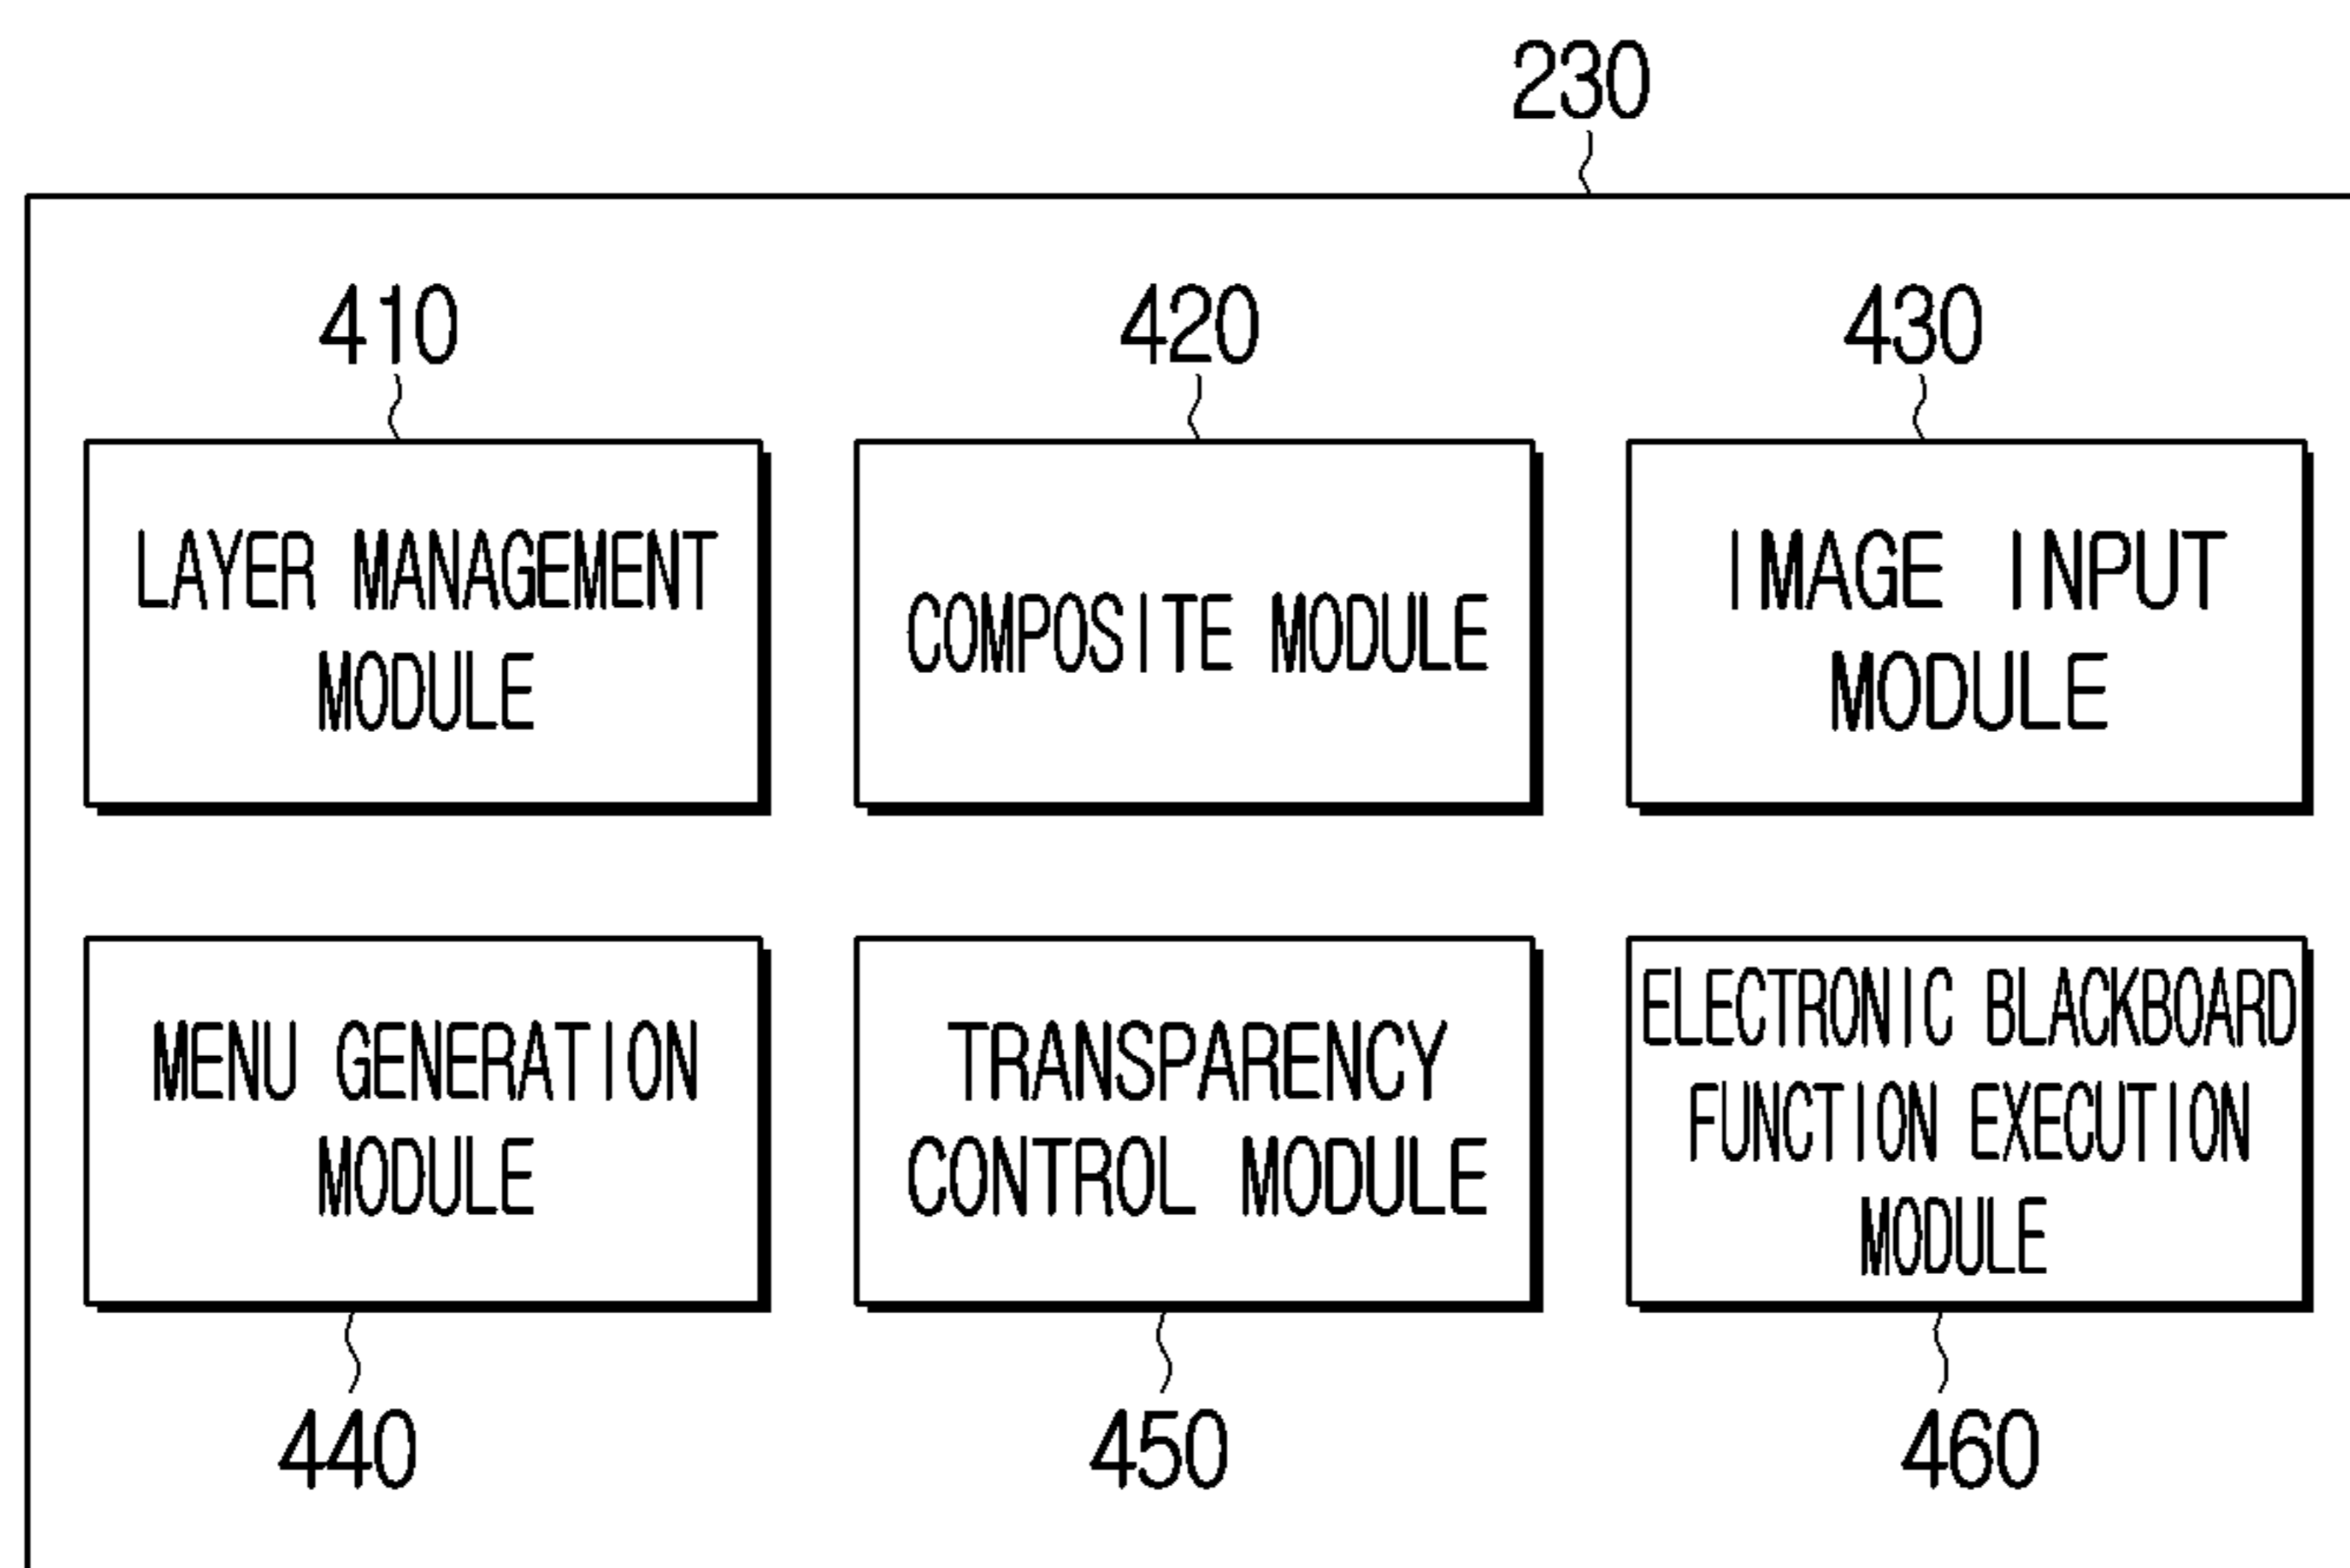 230
410
420
430
LAYER MANAGEMENT
MODULE
COMPOSITE MODULE
IMAGE INPUT
MODULE
MENU GENERATION
MODULE
TRANSPARENCY
CONTROL MODULE
ELECTRONIC BLACKBOARD
FUNCTION EXECUTION
MODULE
440
450
460